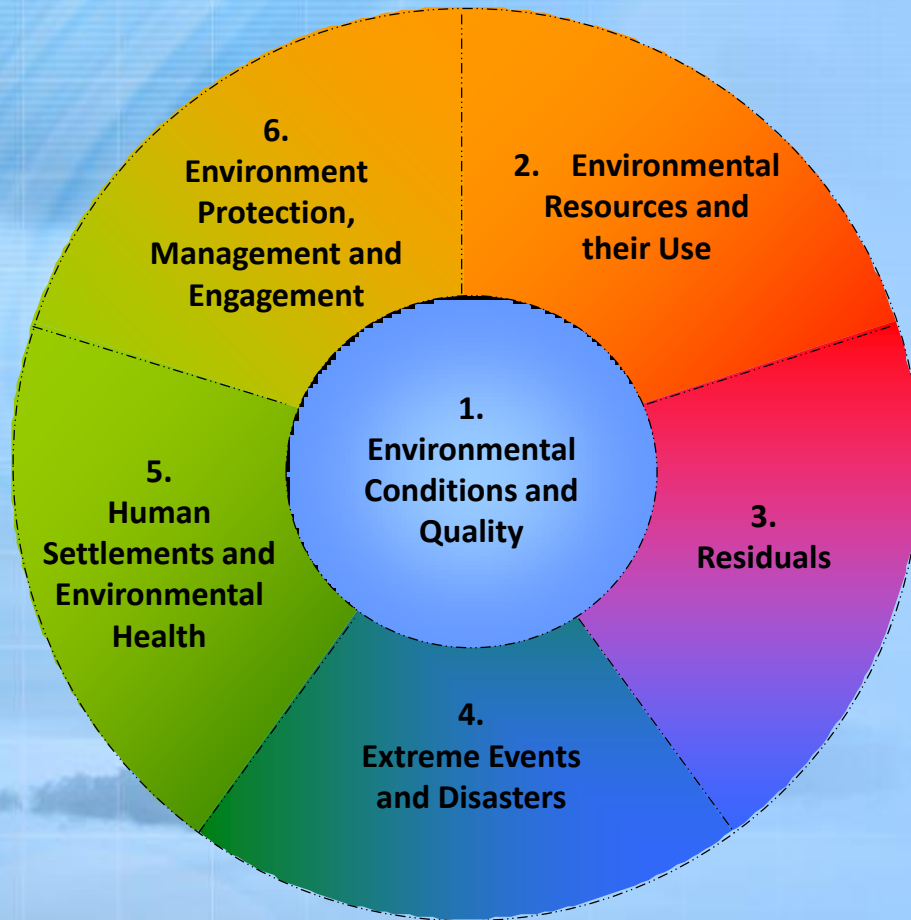 1.
Environmental
Conditions and
Quality
2. Environmental
Resources and
their Use
3.
Residuals
4.
Extreme Events
and Disasters
5.
Human
Settlements and
Environmental
Health
6.
Environment
Protection,
Management and
Engagement